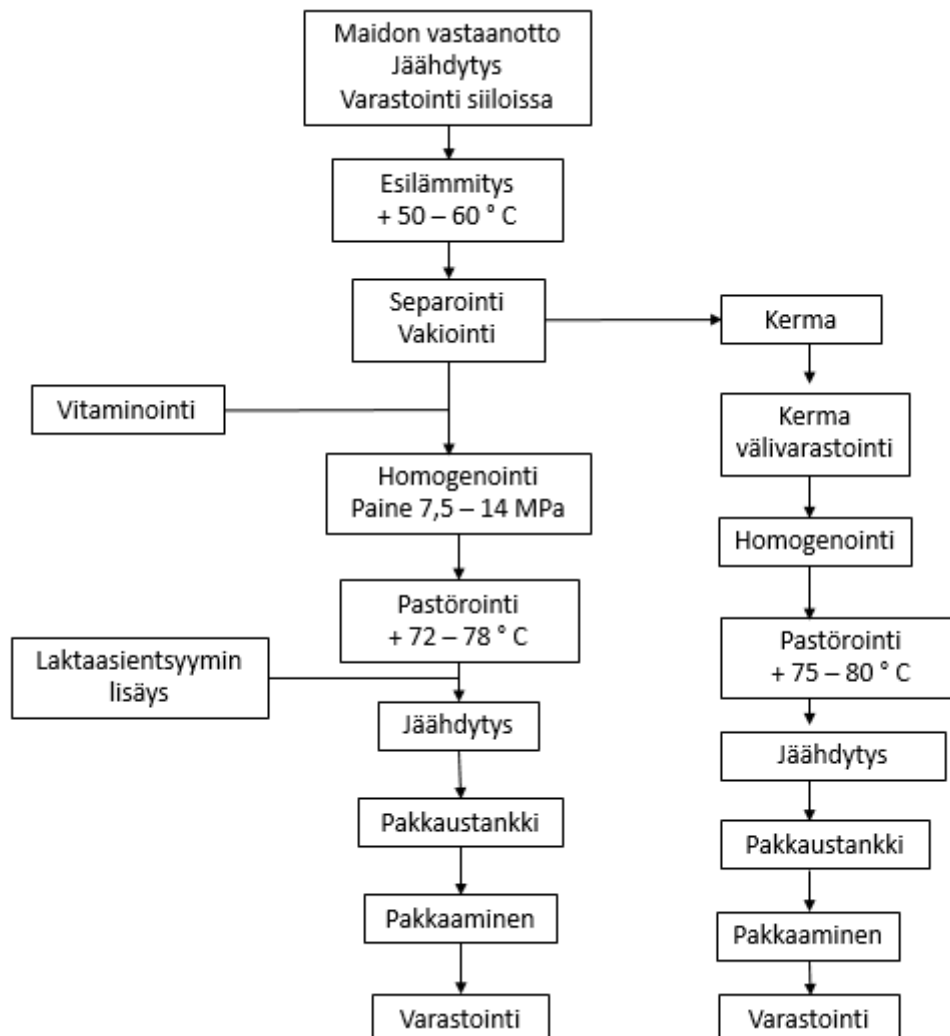 Maidon vastaanotto
Jäähdytys
Varastointi siiloissa
Esilämmitys
+ 50 – 60 ° C
Separointi
Vakiointi
Kerma
Vitaminointi
Kerma
välivarastointi
Homogenointi
Paine 7,5 – 14 MPa
Homogenointi
Pastörointi
+ 72 – 78 ° C
Pastörointi
+ 75 – 80 ° C
Laktaasientsyymin
lisäys
Jäähdytys
Jäähdytys
Pakkaustankki
Pakkaustankki
Pakkaaminen
Pakkaaminen
Varastointi
Varastointi